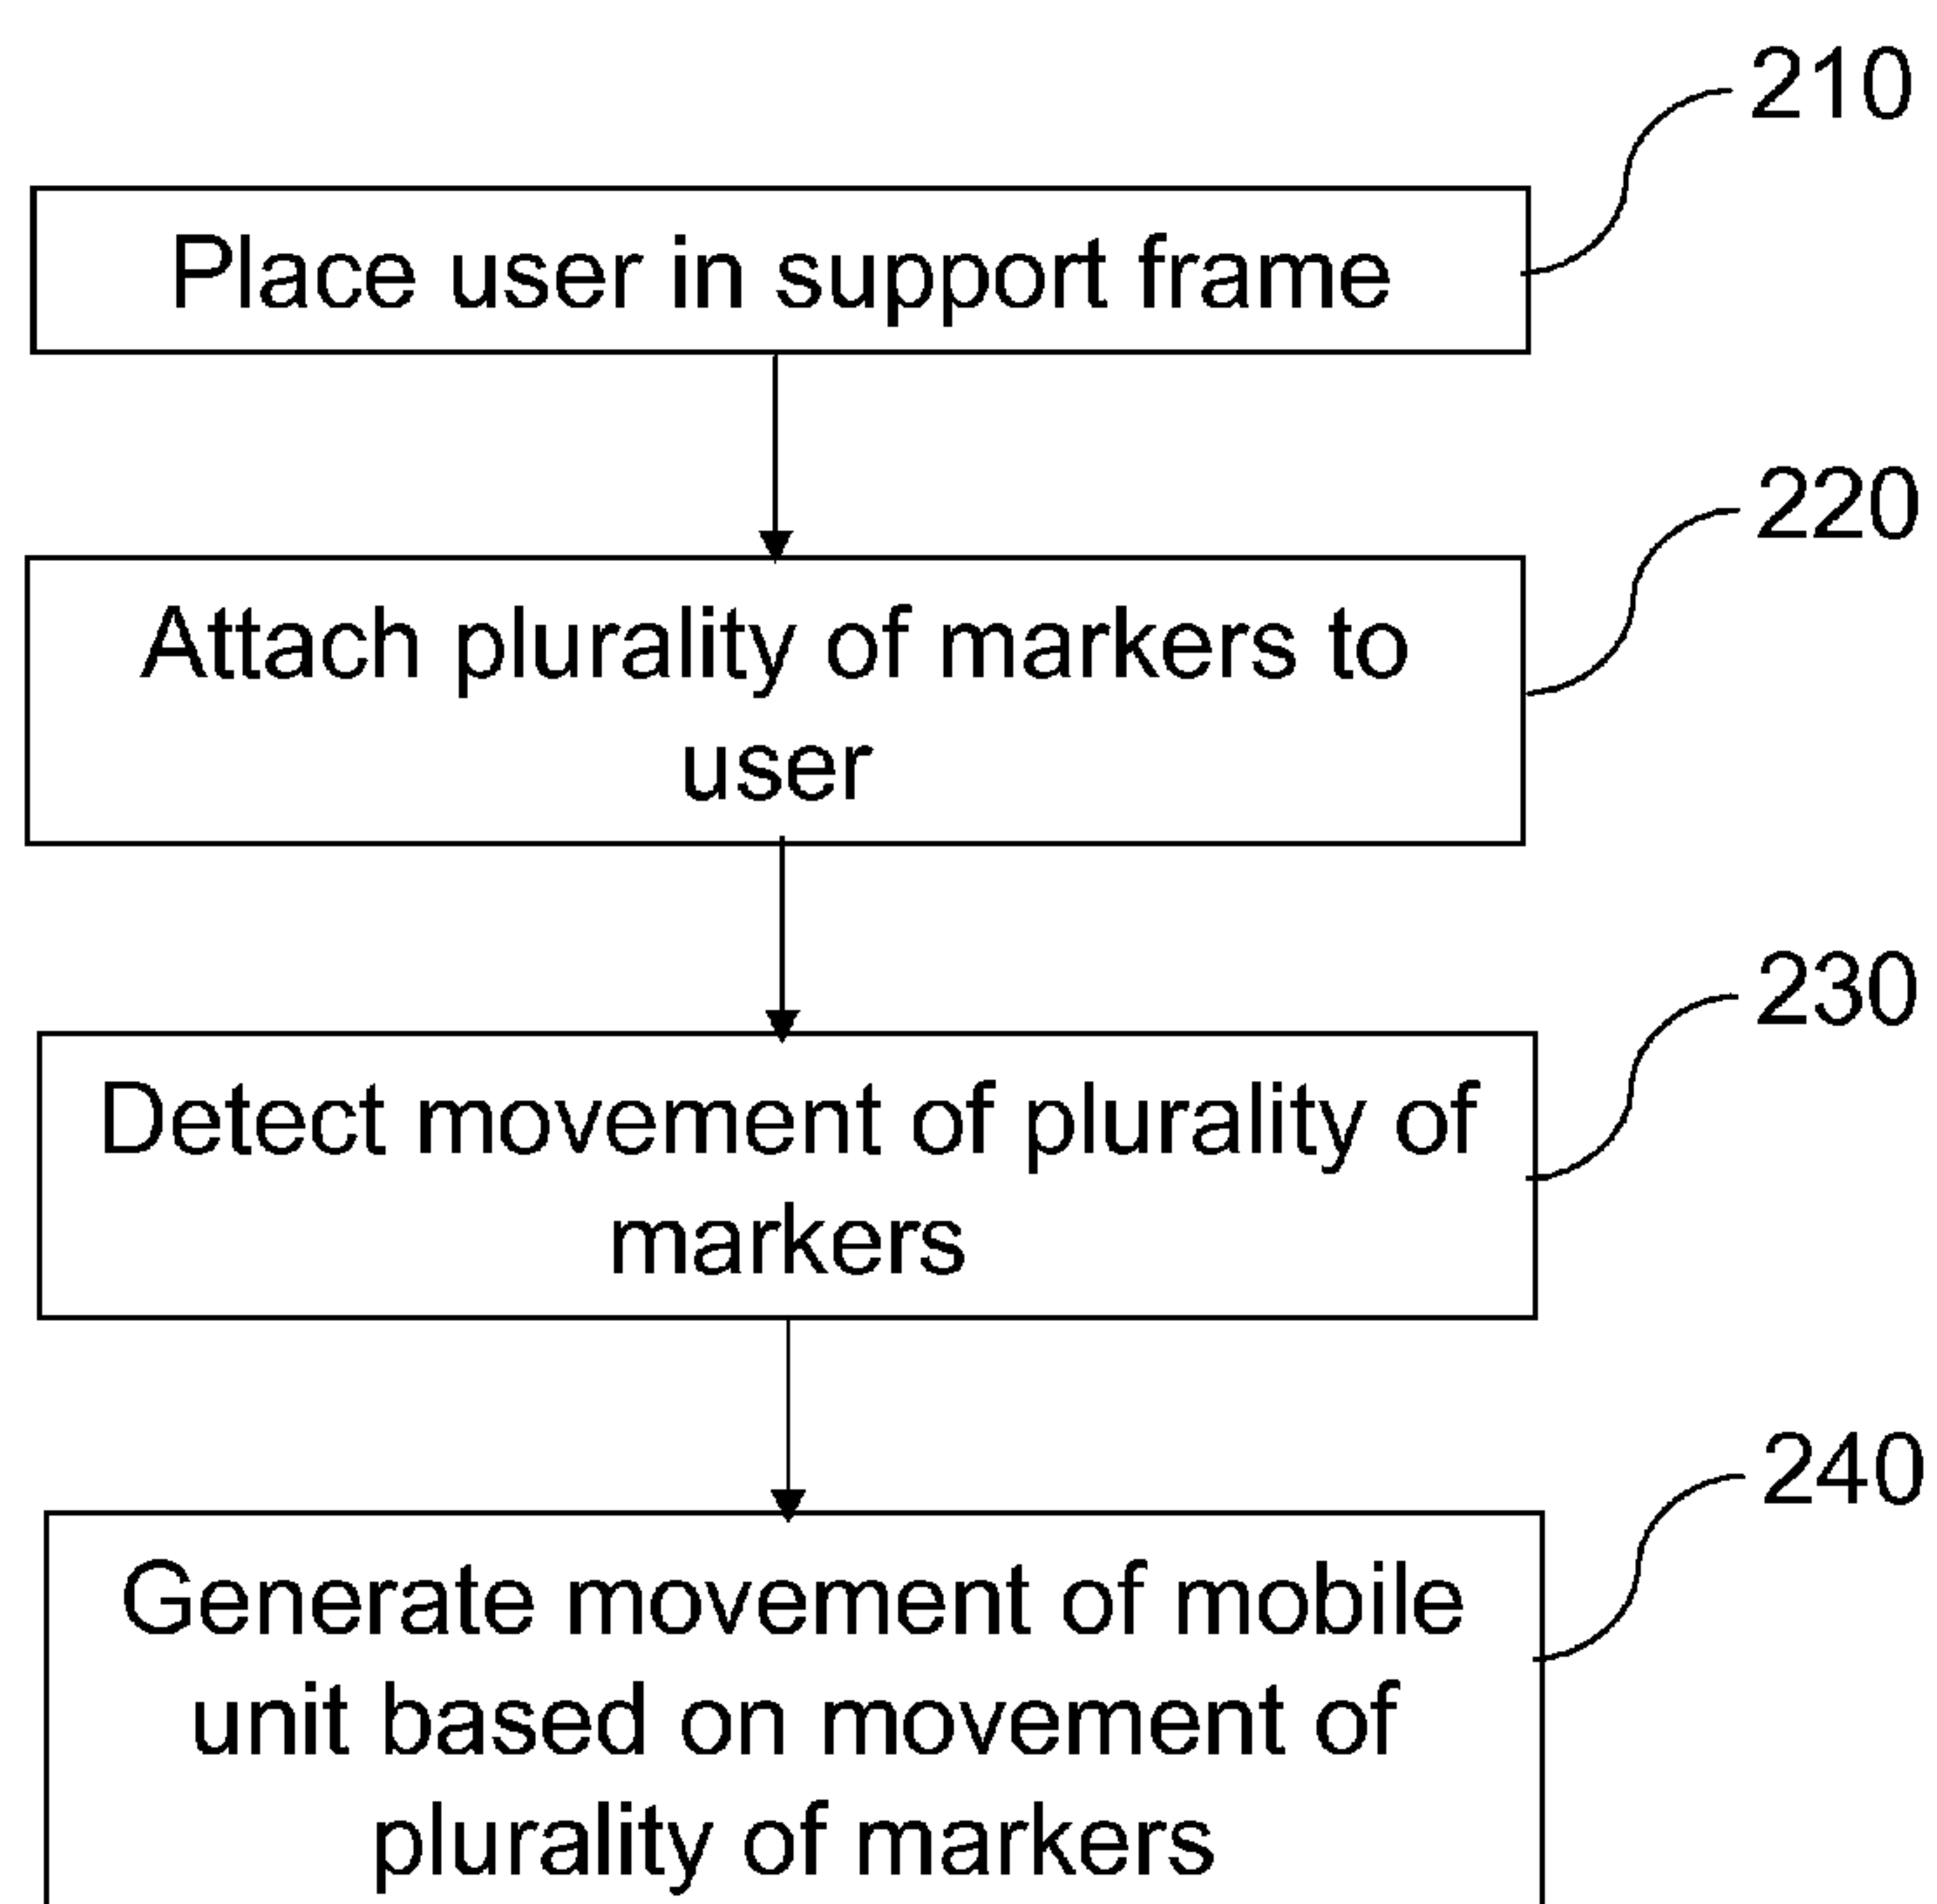 210
Place user in support frame
220
Attach plurality of markers to
user
230
Detect movement of plurality of
markers
240
Generate movement of mobile
unit based on movement of
plurality of markers